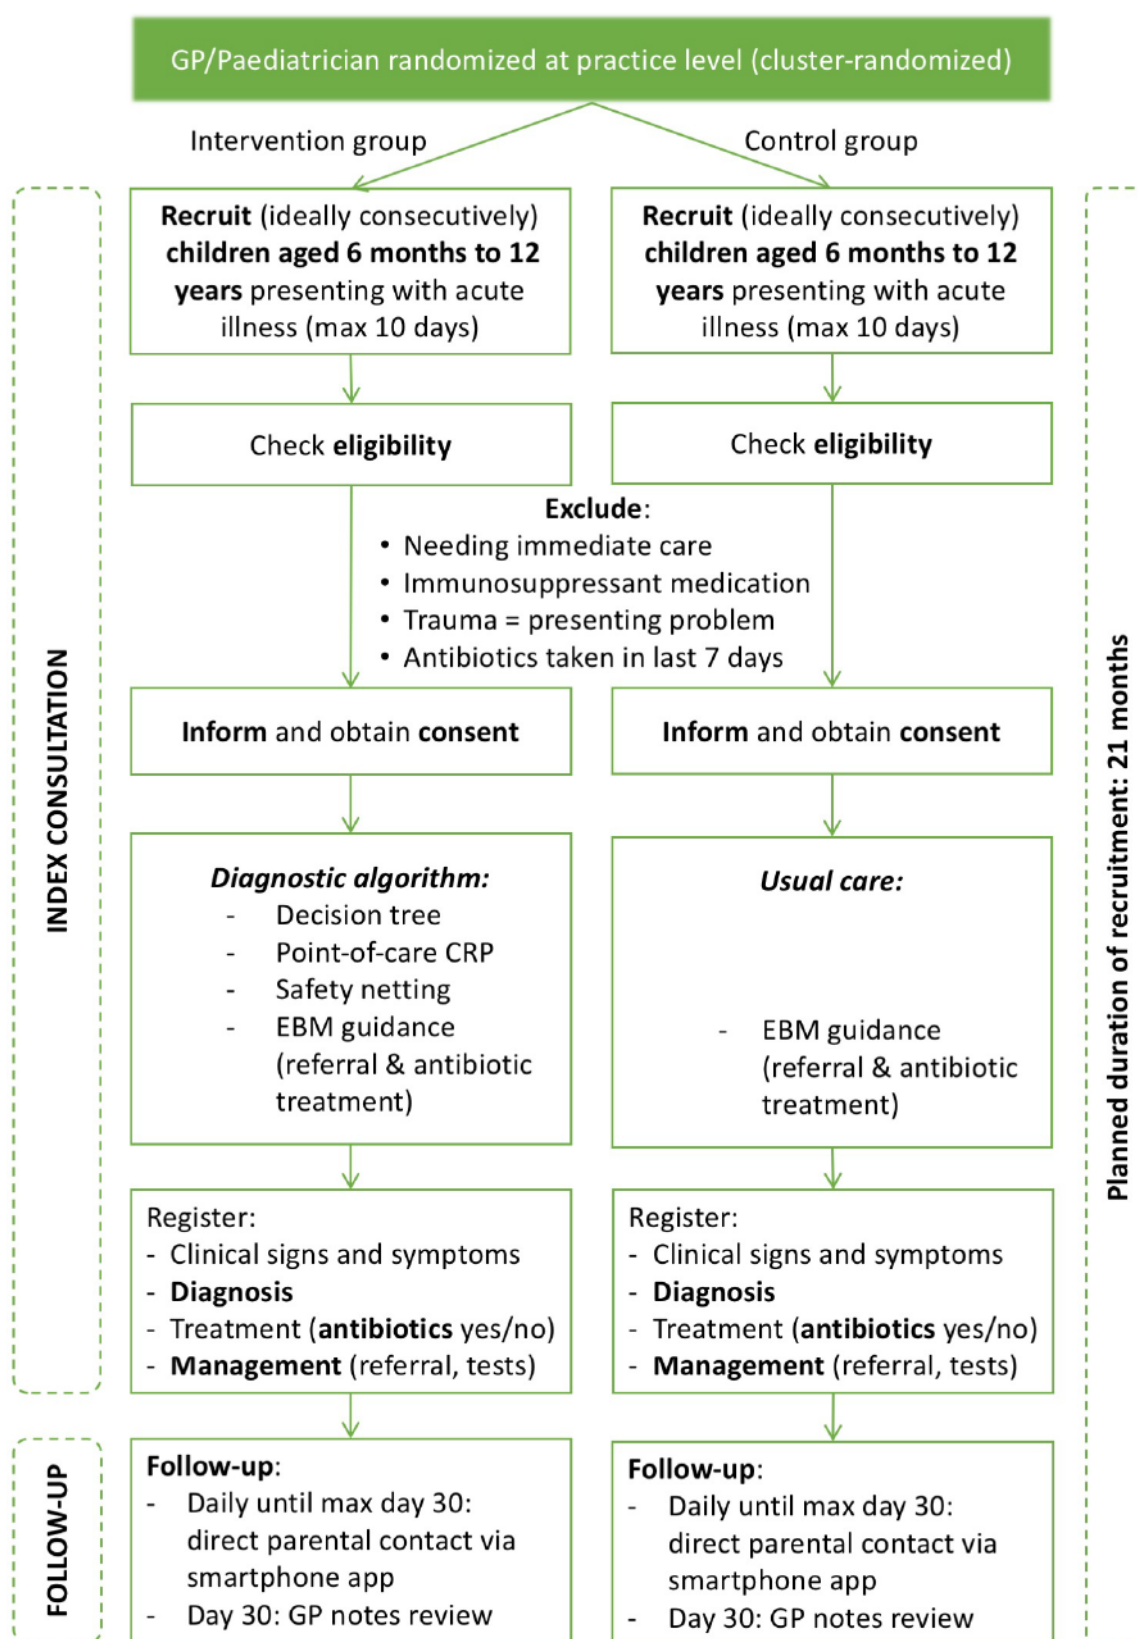 GP/Paediatrician randomized at practice level (cluster-randomized)
Intervention group
Control group
Recruit (ideally consecutively)
children aged 6 months to 12
years presenting with acute
illness (max 10 days)
Recruit (ideally consecutively)
children aged 6 months to 12
years presenting with acute
illness (max 10 days)
Check eligibility
Check eligibility
Exclude:
• Needing immediate care
• Immunosuppressant medication
• Trauma = presenting problem
• Antibiotics taken in last 7 days
Inform and obtain consent
Inform and obtain consent
INDEX CONSULTATION
Planned duration of recruitment: 21 months
Diagnostic algorithm:
- Decision tree
- Point-of-care CRP
- Safety netting
- EBM guidance
(referral & antibiotic
treatment)
Usual care:
- EBM guidance
(referral & antibiotic
treatment)
Register:
- Clinical signs and symptoms
- Diagnosis
- Treatment (antibiotics yes/no)
- Management (referral, tests)
Register:
- Clinical signs and symptoms
- Diagnosis
- Treatment (antibiotics yes/no)
- Management (referral, tests)
FOLLOW-UP
Follow-up:
- Daily until max day 30:
direct parental contact via
smartphone app
- Day 30: GP notes review
Follow-up:
- Daily until max day 30:
direct parental contact via
smartphone app
- Day 30: GP notes review